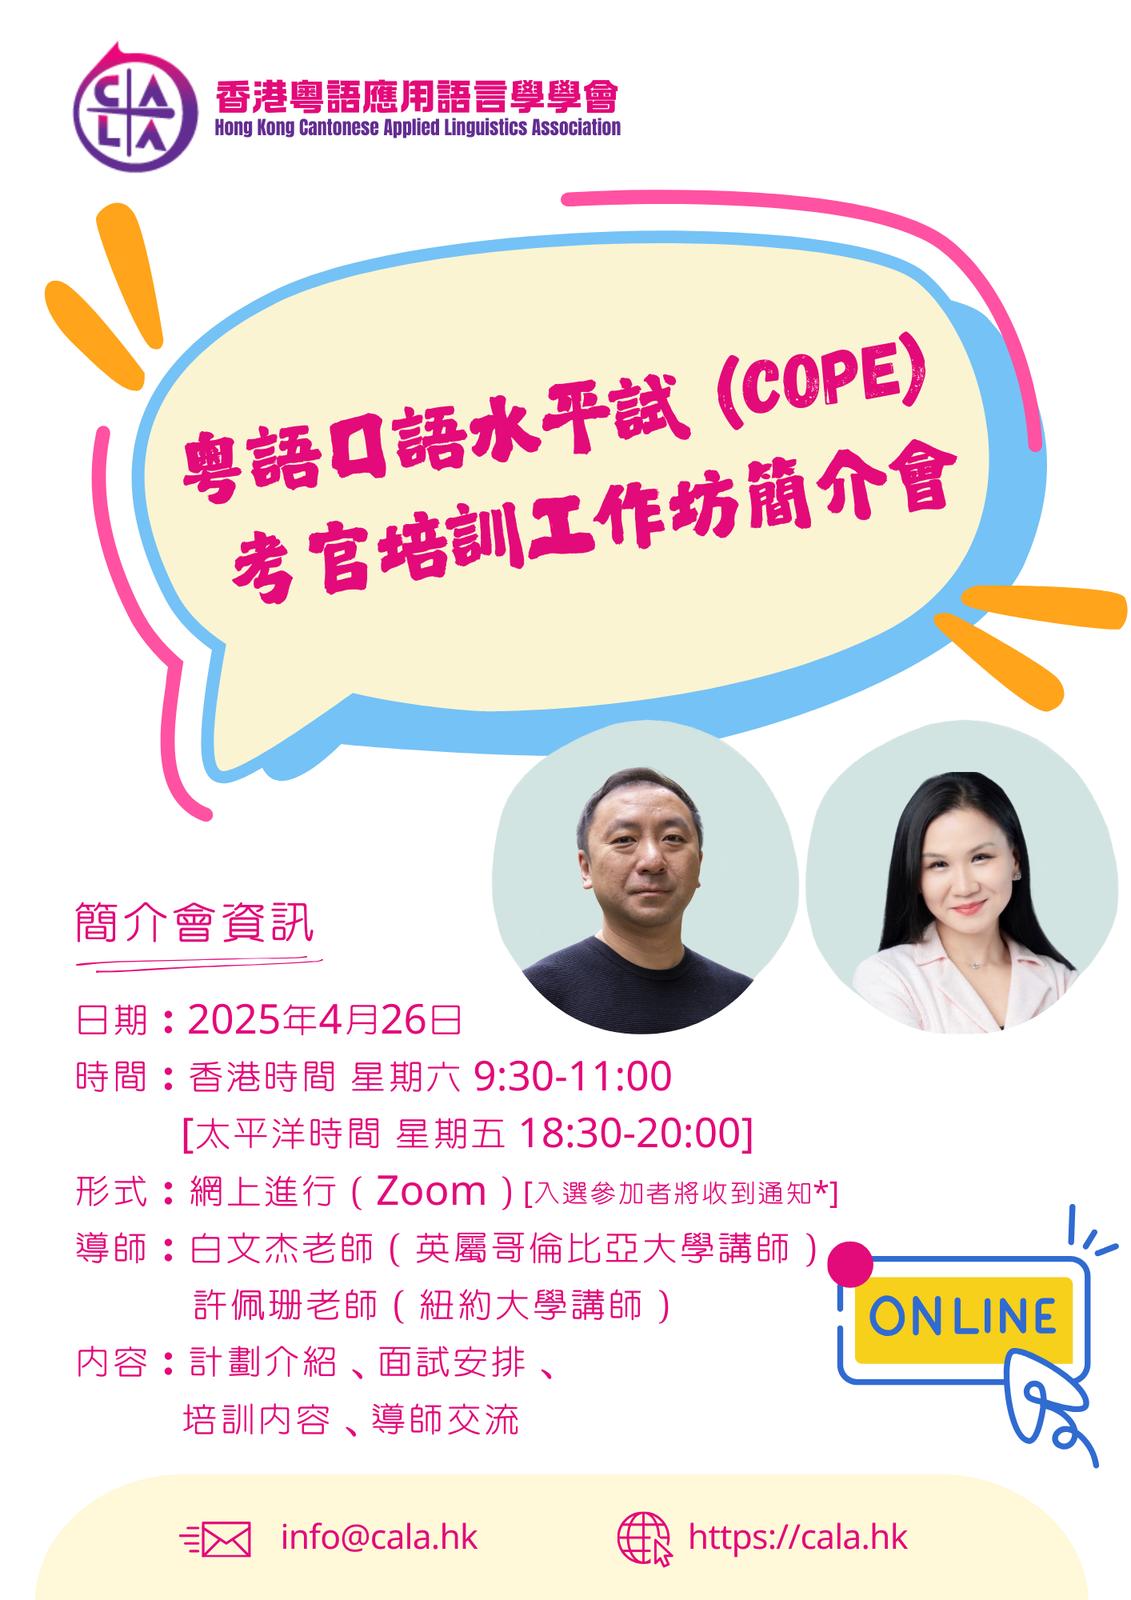 CALA
香港粵語應用語言學學會
Hong Kong Cantonese Applied Linguistics Association
粵語口語水平試（COPE）
考官培訓工作坊簡介會
簡介會資訊
日期：2025年4月26日
時間：香港時間 星期六 9:30-11:00
[太平洋時間 星期五 18:30-20:00]
形式：網上進行（Zoom）[入選參加者將收到通知*]
導師：白文杰老師（英屬哥倫比亞大學講師）
許佩珊老師（紐約大學講師）
內容：計劃介紹、面試安排、
培訓內容、導師交流
ONLINE
info@cala.hk
https://cala.hk